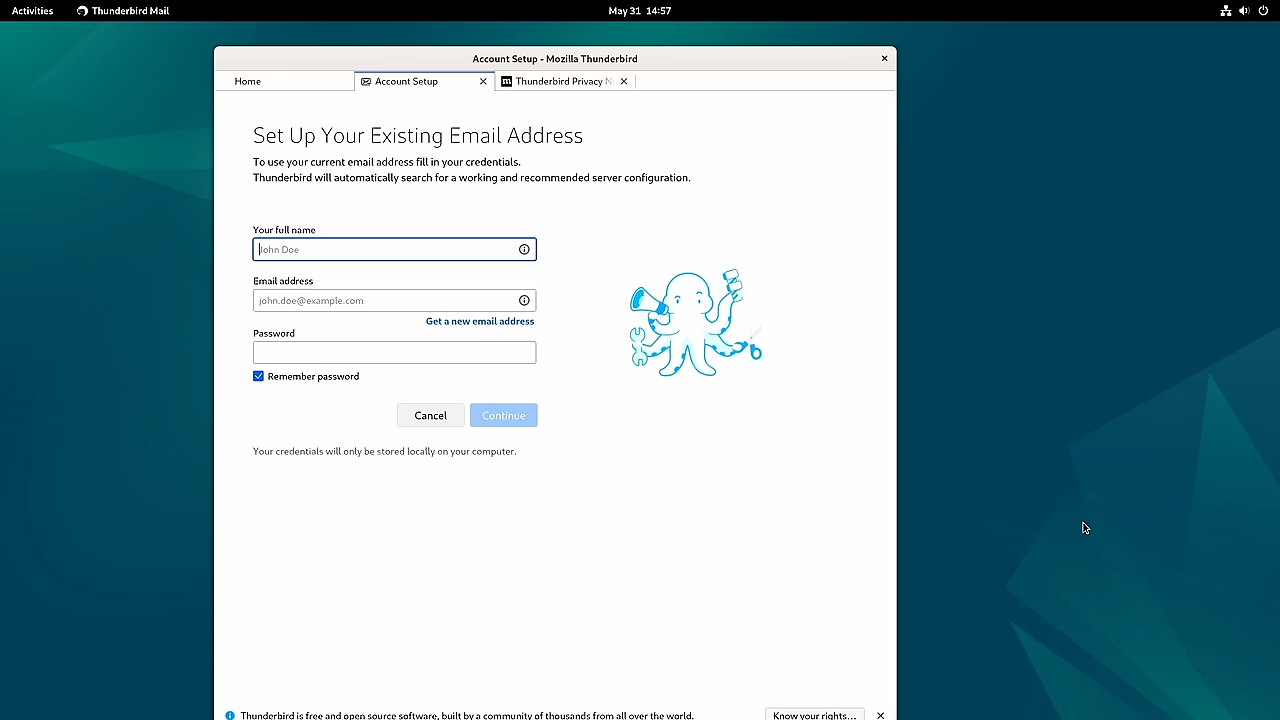 Activities
Thunderbird Mail
May 31 14:57
Account Setup - Mozilla Thunderbird
Home
Account Setup
Thunderbird Privacy
Set Up Your Existing Email Address
To use your current email address fill in your credentials.
Thunderbird will automatically search for a working and recommended server configuration.
Your full name
John Doe
Email address
john.doe@example.com
Get a new email address
Password
Remember password
Cancel
Continue
Your credentials will only be stored locally on your computer.
Thunderbird is free and open source software, built by a community of thousands from all over the world.
Know your rights...